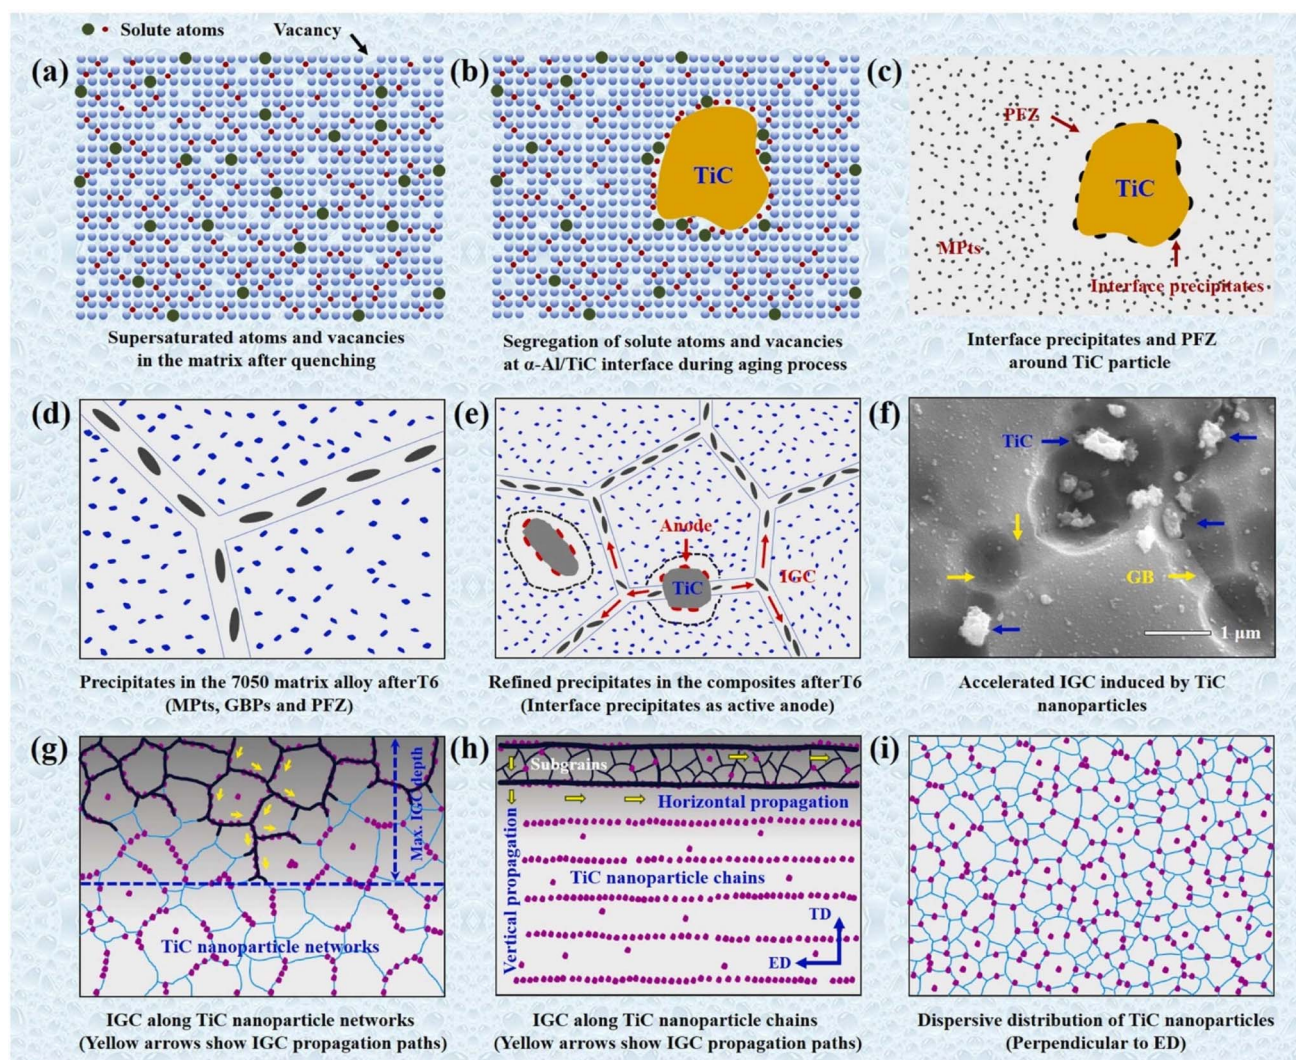 Solute atoms
Vacancy
(a)
Supersaturated atoms and vacancies
in the matrix after quenching
(b)
TiC
Segregation of solute atoms and vacancies
at α-Al/TiC interface during aging process
(c)
PFZ
TiC
MPts
Interface precipitates
Interface precipitates and PFZ
around TiC particle
(d)
Precipitates in the 7050 matrix alloy afterT6
(MPts, GBPs and PFZ)
(e)
Anode
TiC
IGC
Refined precipitates in the composites afterT6
(Interface precipitates as active anode)
(f)
TiC
GB
1 μm
Accelerated IGC induced by TiC
nanoparticles
(g)
Max. IGC depth
TiC nanoparticle networks
IGC along TiC nanoparticle networks
(Yellow arrows show IGC propagation paths)
(h)
Subgrains
Horizontal propagation
Vertical propagation
TiC nanoparticle chains
TD
ED
IGC along TiC nanoparticle chains
(Yellow arrows show IGC propagation paths)
(i)
Dispersive distribution of TiC nanoparticles
(Perpendicular to ED)